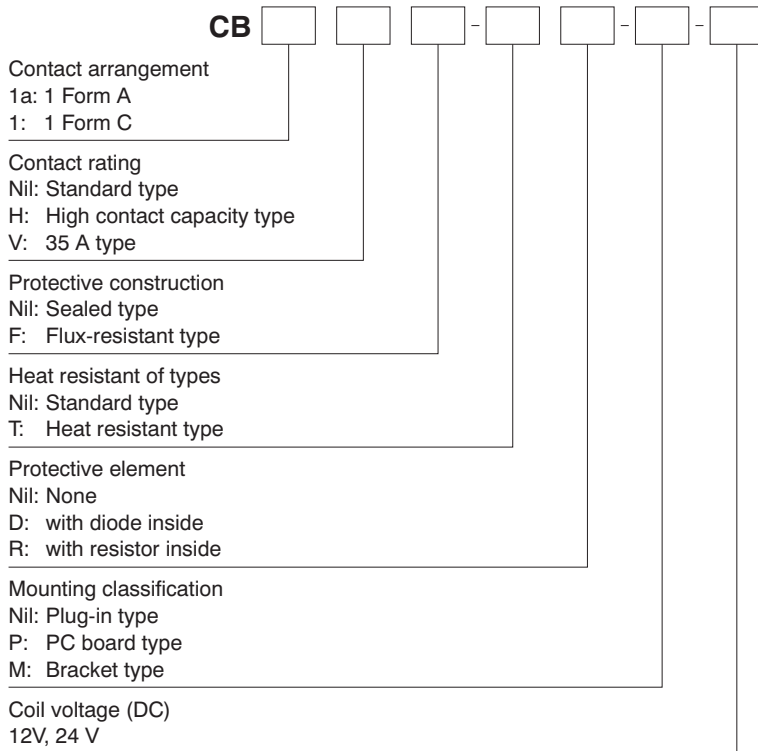 CB - - -
Contact arrangement
1a: 1 Form A
1: 1 Form C
Contact rating
Nil: Standard type
H: High contact capacity type
V: 35 A type
Protective construction
Nil: Sealed type
F: Flux-resistant type
Heat resistant of types
Nil: Standard type
T: Heat resistant type
Protective element
Nil: None
D: with diode inside
R: with resistor inside
Mounting classification
Nil: Plug-in type
P: PC board type
M: Bracket type
Coil voltage (DC)
12V, 24 V